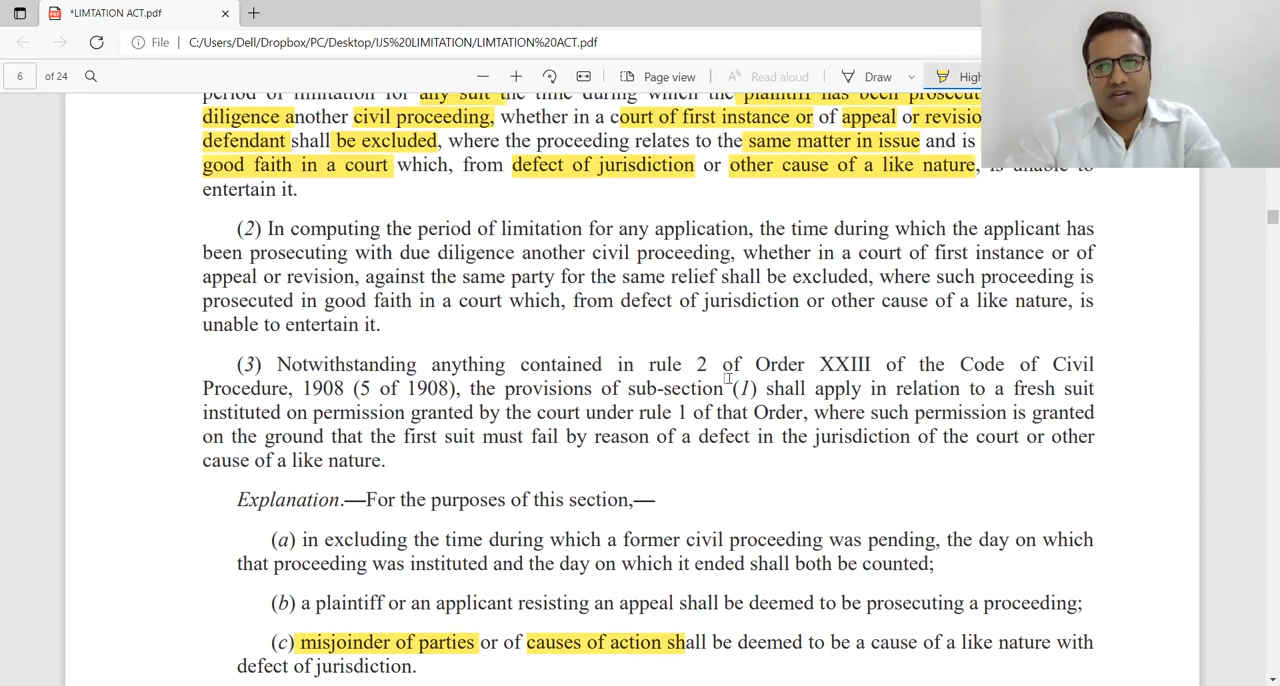 *LIMTATION ACT.pdf
File C:/Users/Dell/Dropbox/PC/Desktop/IJS%20LIMITATION/LIMTATION%20ACT.pdf
6 of 24 Page view Read aloud Draw High
period of limitation for any suit the time during which the plaintiff has been prosecut
diligence another civil proceeding, whether in a court of first instance or of appeal or revisio
defendant shall be excluded, where the proceeding relates to the same matter in issue and is
good faith in a court which, from defect of jurisdiction or other cause of a like nature, is unable to
entertain it.
(2) In computing the period of limitation for any application, the time during which the applicant has
been prosecuting with due diligence another civil proceeding, whether in a court of first instance or of
appeal or revision, against the same party for the same relief shall be excluded, where such proceeding is
prosecuted in good faith in a court which, from defect of jurisdiction or other cause of a like nature, is
unable to entertain it.
(3) Notwithstanding anything contained in rule 2 of Order XXIII of the Code of Civil
Procedure, 1908 (5 of 1908), the provisions of sub-section (1) shall apply in relation to a fresh suit
instituted on permission granted by the court under rule 1 of that Order, where such permission is granted
on the ground that the first suit must fail by reason of a defect in the jurisdiction of the court or other
cause of a like nature.
Explanation.—For the purposes of this section,—
(a) in excluding the time during which a former civil proceeding was pending, the day on which
that proceeding was instituted and the day on which it ended shall both be counted;
(b) a plaintiff or an applicant resisting an appeal shall be deemed to be prosecuting a proceeding;
(c) misjoinder of parties or of causes of action shall be deemed to be a cause of a like nature with
defect of jurisdiction.